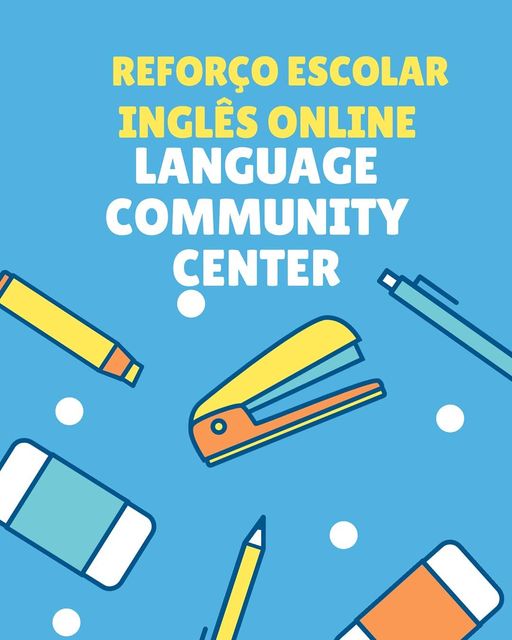 REFORÇO ESCOLAR
INGLÊS ONLINE
LANGUAGE
COMMUNITY
CENTER